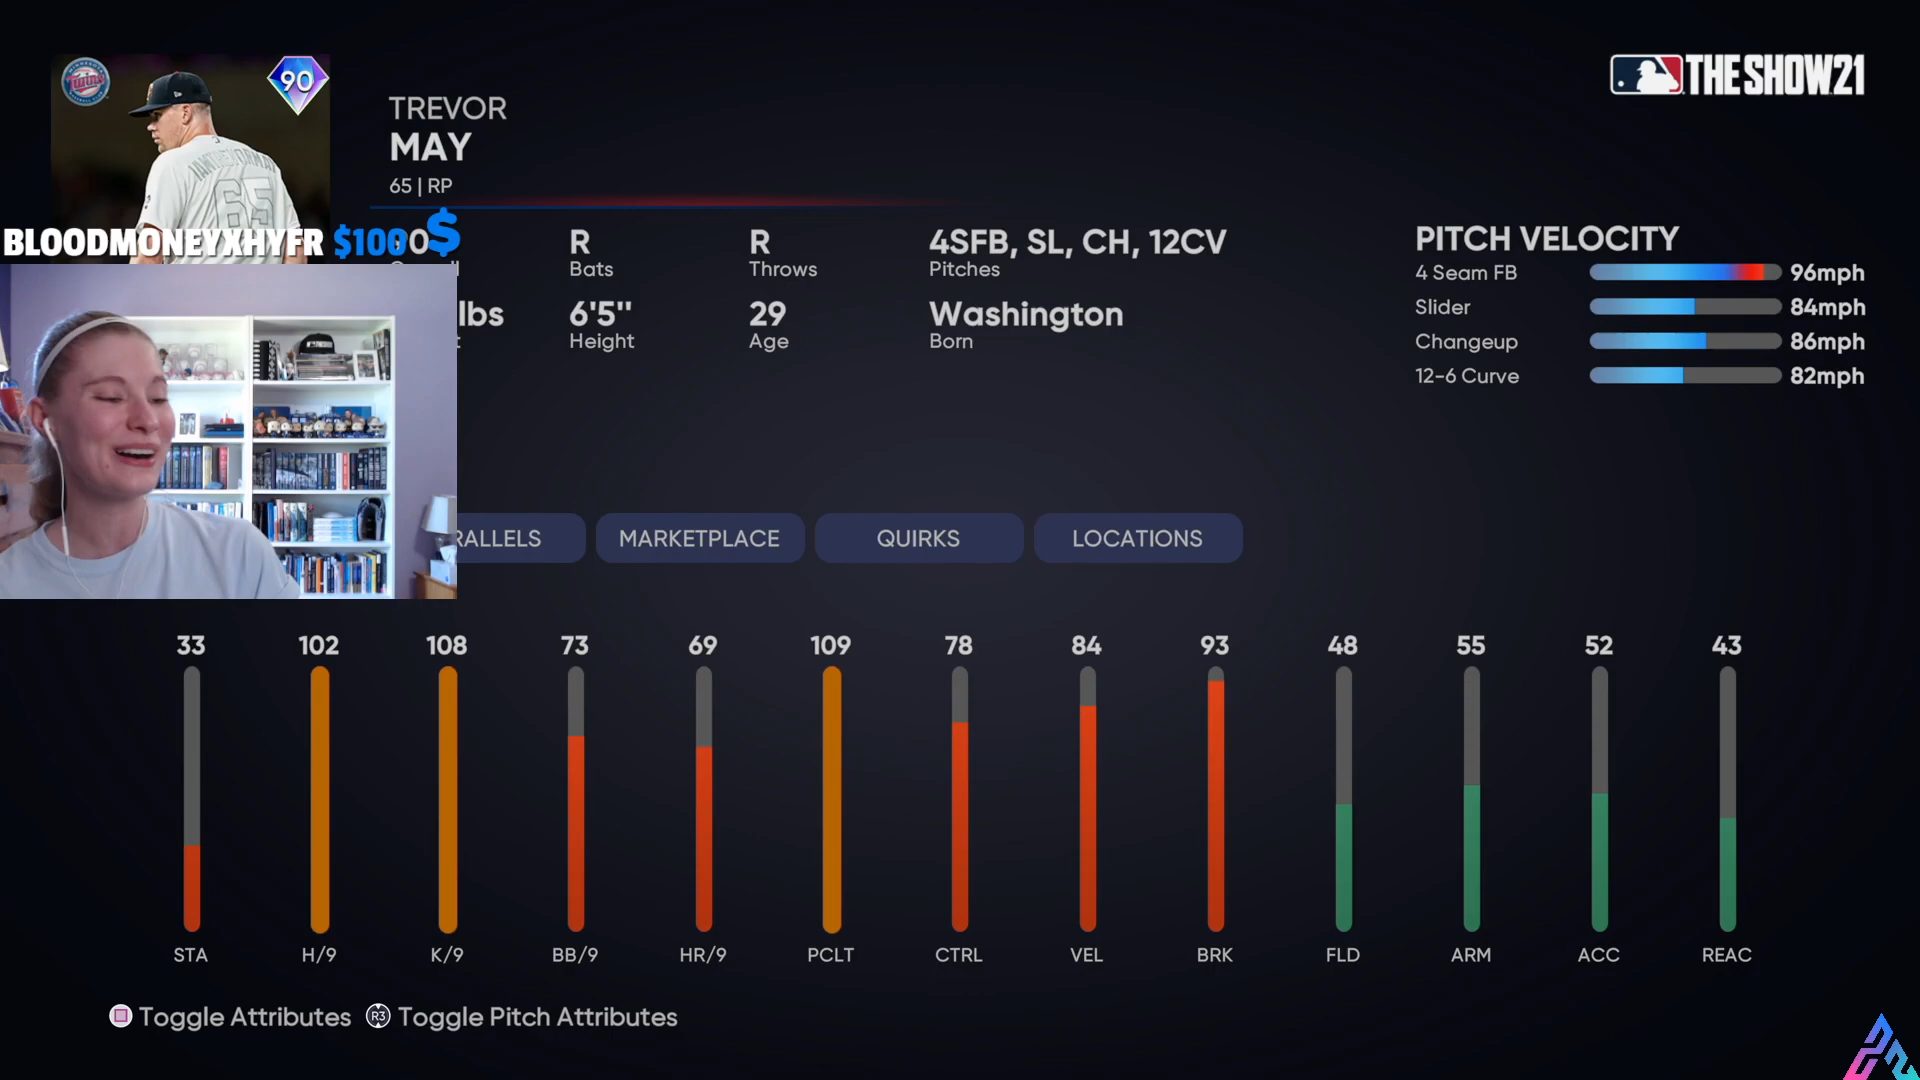 Twins
90
THE SHOW 21
TREVOR
MAY
65 | RP
IAMTREVORMAY
65
BLOODMONEYXHYFR $100
R
Bats
R
Throws
4SFB, SL, CH, 12CV
Pitches
lbs
6'5"
Height
29
Age
Washington
Born
PITCH VELOCITY
4 Seam FB 96mph
Slider 84mph
Changeup 86mph
12-6 Curve 82mph
RALLELS
MARKETPLACE
QUIRKS
LOCATIONS
33 102 108 73 69 109 78 84 93 48 55 52 43
STA H/9 K/9 BB/9 HR/9 PCLT CTRL VEL BRK FLD ARM ACC REAC
Toggle Attributes R3 Toggle Pitch Attributes